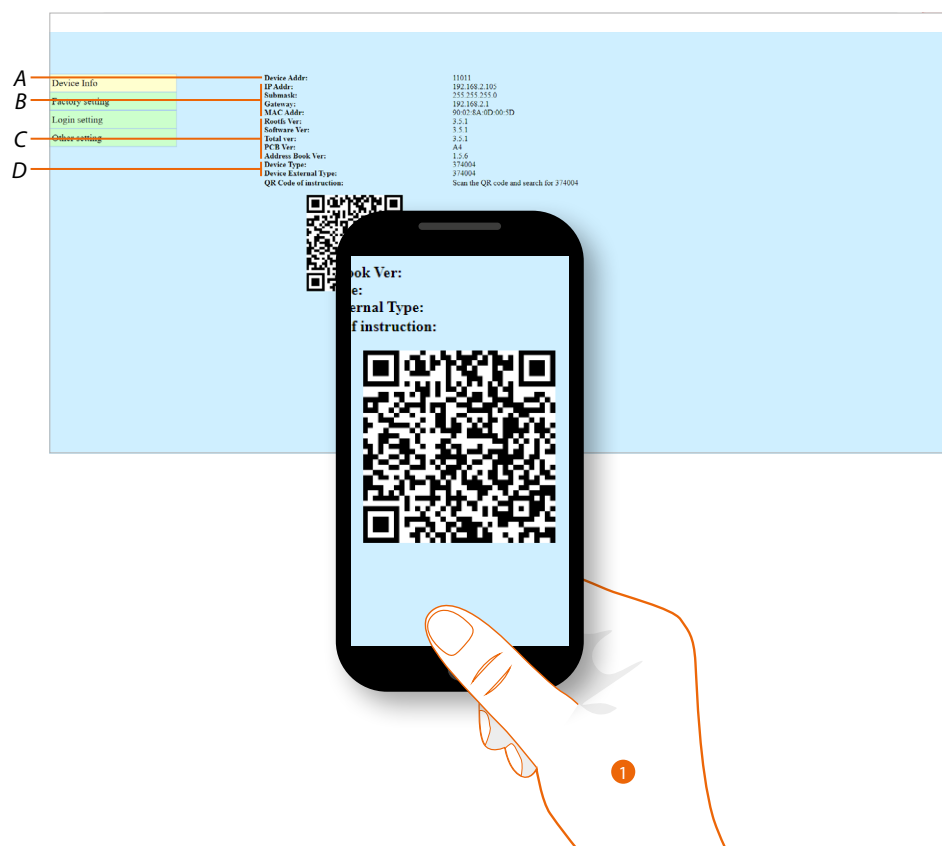 A
B
C
D
Device Info
Factory setting
Login setting
Other setting
Device Addr: 11011
IP Addr: 192.168.2.105
Submask: 255.255.255.0
Gateway: 192.168.2.1
MAC Addr: 90:02:8A:0D:00:5D
Rootfs Ver: 3.5.1
Software Ver: 3.5.1
Total ver: 3.5.1
PCB Ver: A4
Address Book Ver: 1.5.6
Device Type: 374004
Device External Type: 374004
QR Code of instruction: Scan the QR code and search for 374004
ook Ver:
e:
ernal Type:
f instruction:
1